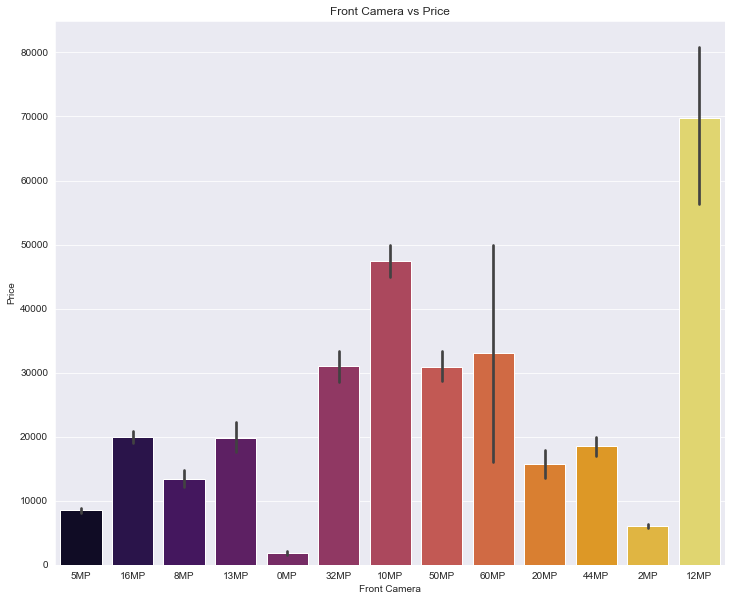 Front Camera vs Price
Price
80000
70000
60000
50000
40000
30000
20000
10000
0
5MP 16MP 8MP 13MP 0MP 32MP 10MP 50MP 60MP 20MP 44MP 2MP 12MP
Front Camera